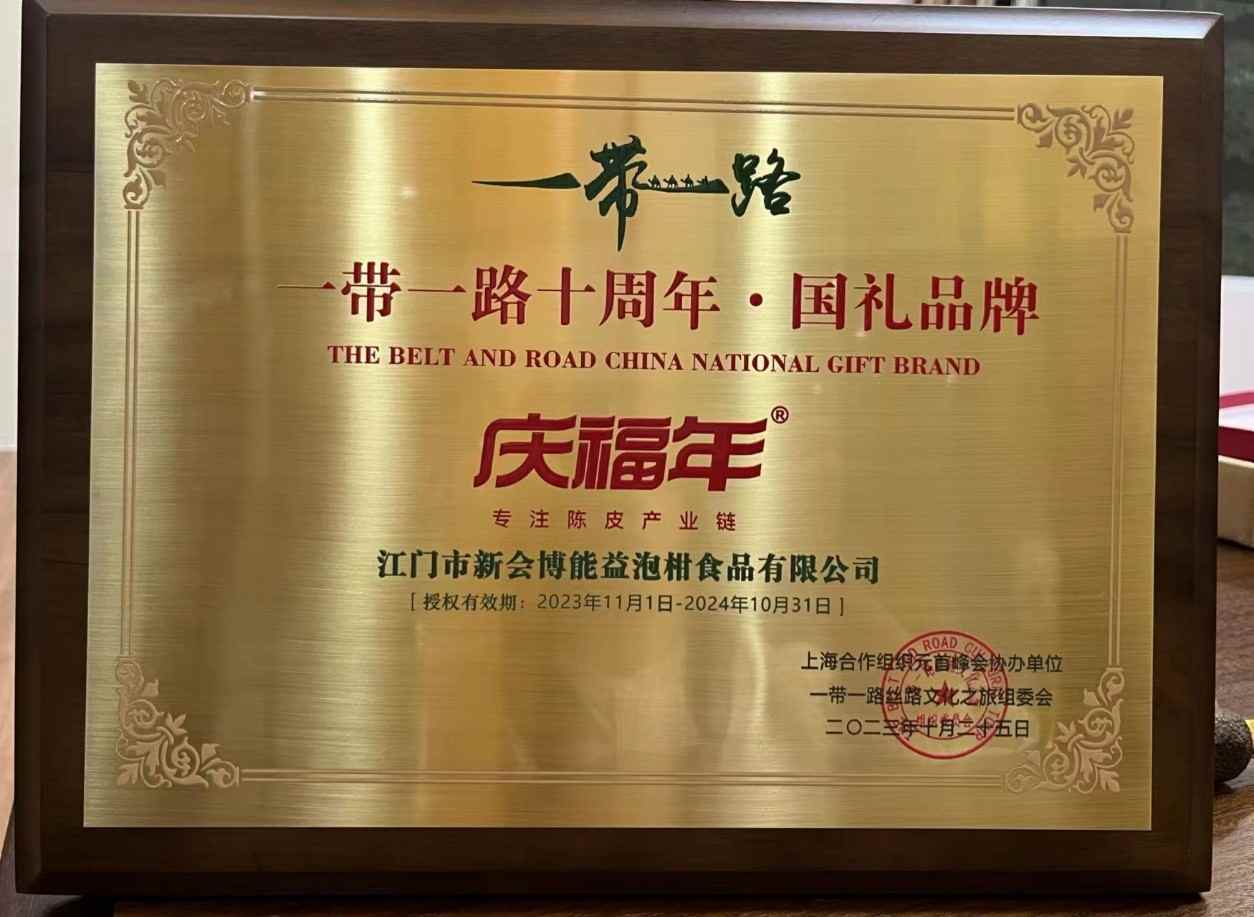 一带一路
一带一路十周年·国礼品牌
THE BELT AND ROAD CHINA NATIONAL GIFT BRAND
庆福年®
专注陈皮产业链
江门市新会博能益泡柑食品有限公司
[ 授权有效期：2023年11月1日-2024年10月31日 ]
上海合作组织元首峰会协办单位
一带一路丝路文化之旅组委会
二〇二三年十月二十五日